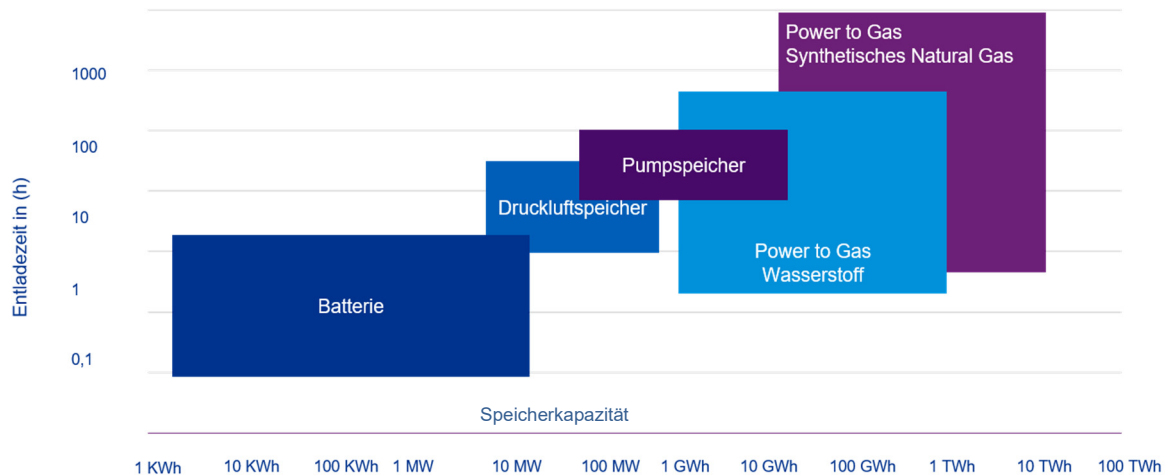 Power to Gas
Synthetisches Natural Gas
1000
100
Pumpspeicher
Entladezeit in (h)
Druckluftspeicher
10
Power to Gas
Wasserstoff
1
Batterie
0,1
Speicherkapazität
1 KWh 10 KWh 100 KWh 1 MW 10 MW 100 MW 1 GWh 10 GWh 100 GWh 1 TWh 10 TWh 100 TWh